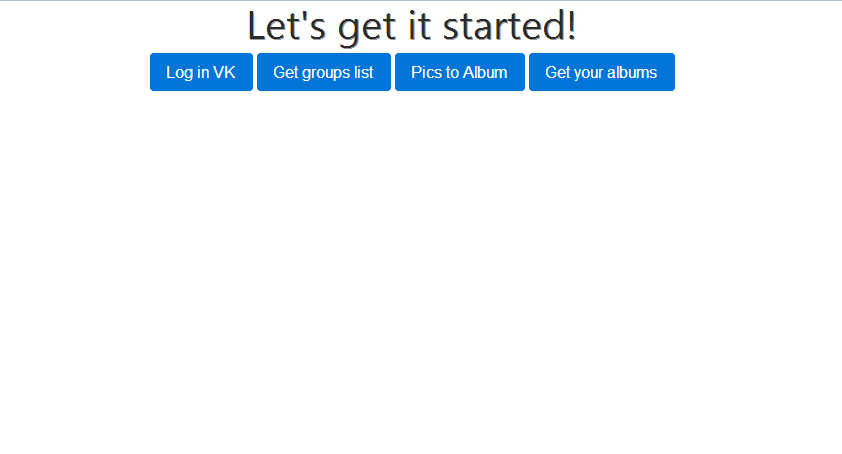 Let's get it started!
Log in VK Get groups list Pics to Album Get your albums